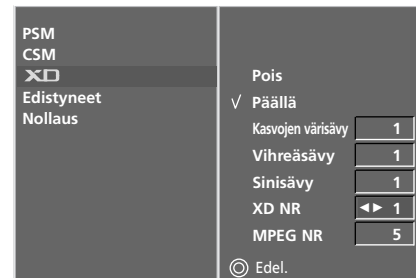 PSM
CSM
XD
Edistyneet
Nollaus
Pois
√ Päällä
Kasvojen värisävy 1
Vihreäsävy 1
Sinisävy 1
XD NR ◄► 1
MPEG NR 5
◎ Edel.